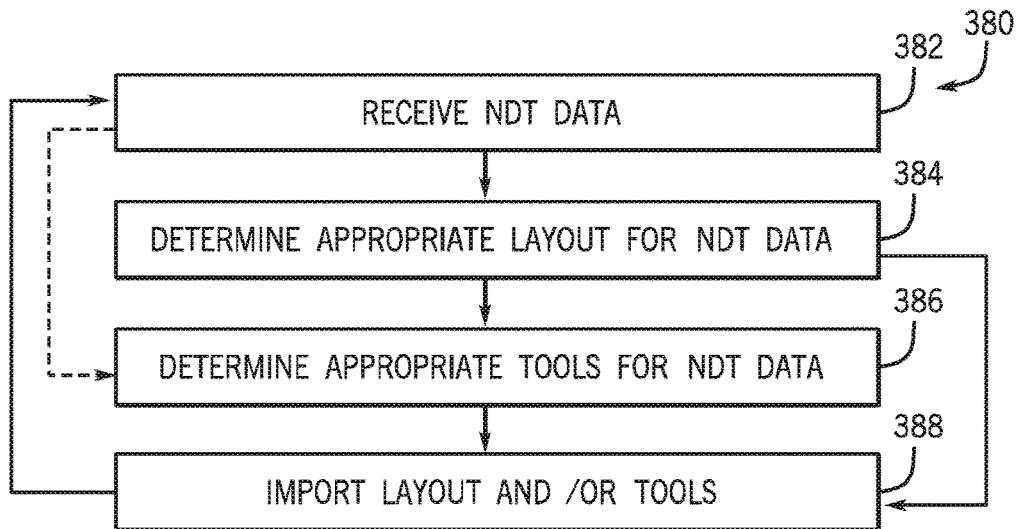 380
382
RECEIVE NDT DATA
384
DETERMINE APPROPRIATE LAYOUT FOR NDT DATA
386
DETERMINE APPROPRIATE TOOLS FOR NDT DATA
388
IMPORT LAYOUT AND /OR TOOLS